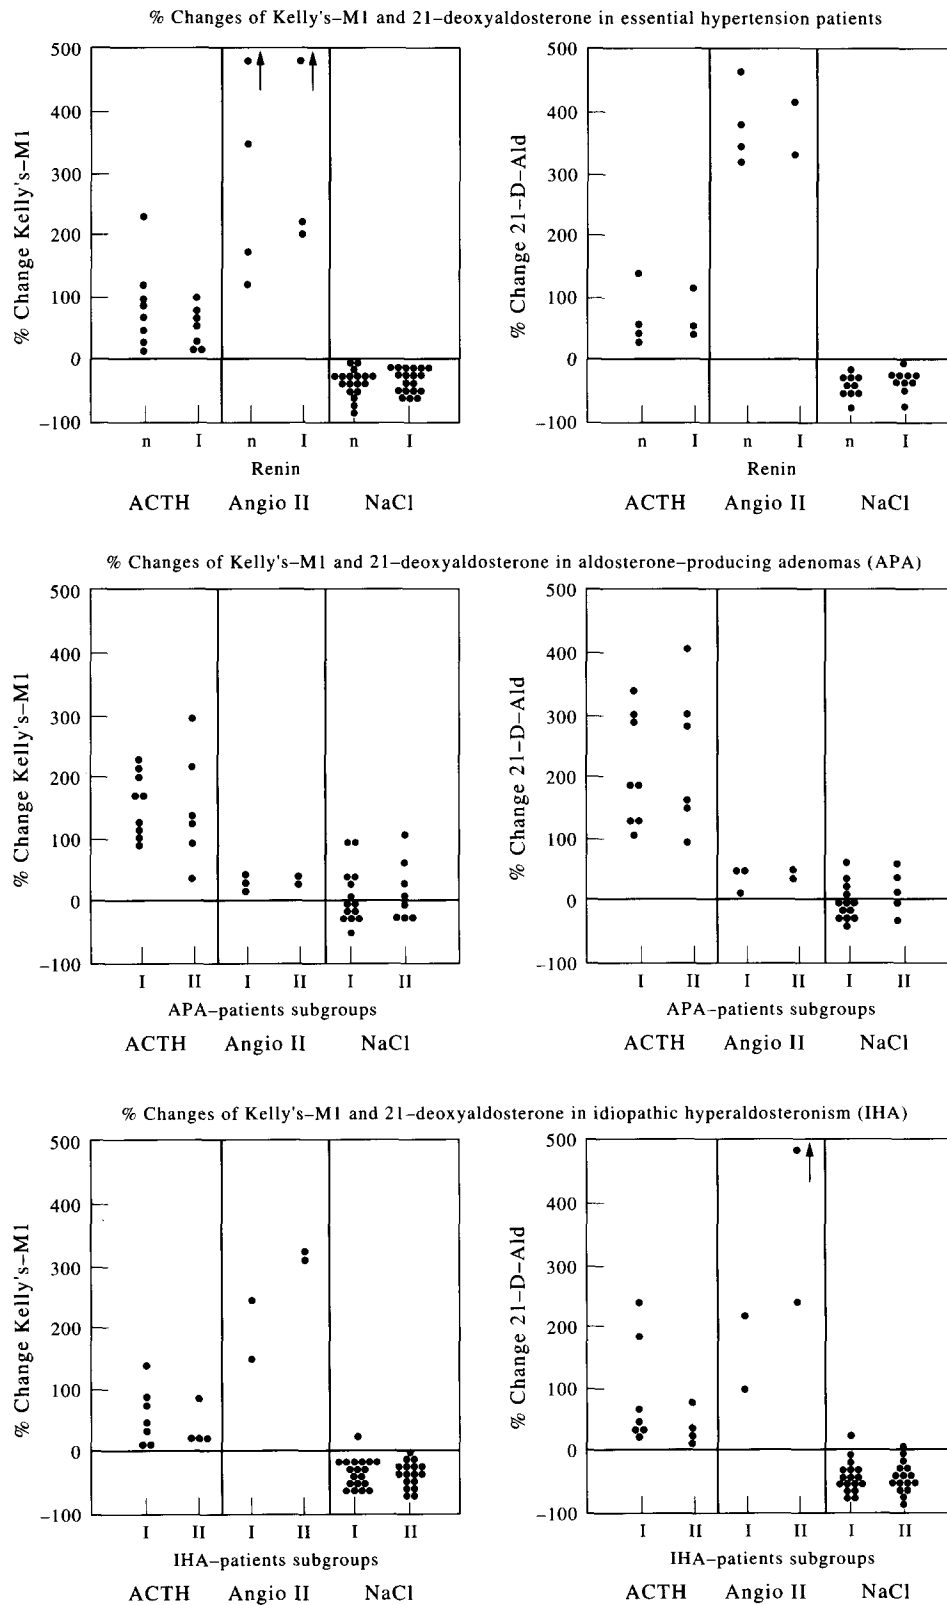 % Changes of Kelly's–M1 and 21–deoxyaldosterone in essential hypertension patients
% Change Kelly's–M1
500
400
300
200
100
0
−100
n I n I n I
Renin
ACTH Angio II NaCl
% Change 21–D–Ald
500
400
300
200
100
0
−100
n I n I n I
Renin
ACTH Angio II NaCl
% Changes of Kelly's–M1 and 21–deoxyaldosterone in aldosterone–producing adenomas (APA)
% Change Kelly's–M1
500
400
300
200
100
0
−100
I II I II I II
APA–patients subgroups
ACTH Angio II NaCl
% Change 21–D–Ald
500
400
300
200
100
0
−100
I II I II I II
APA–patients subgroups
ACTH Angio II NaCl
% Changes of Kelly's–M1 and 21–deoxyaldosterone in idiopathic hyperaldosteronism (IHA)
% Change Kelly's–M1
500
400
300
200
100
0
−100
I II I II I II
IHA–patients subgroups
ACTH Angio II NaCl
% Change 21–D–Ald
500
400
300
200
100
0
−100
I II I II I II
IHA–patients subgroups
ACTH Angio II NaCl